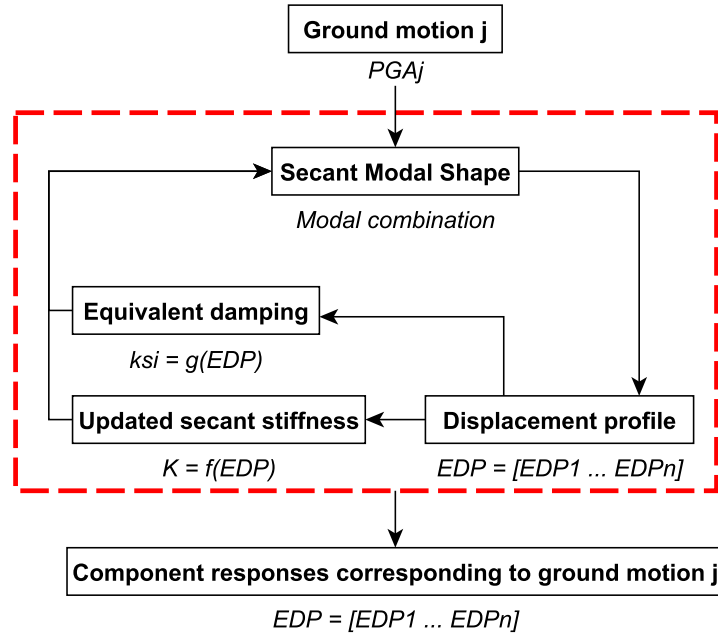 Ground motion j
PGAj
Secant Modal Shape
Modal combination
Equivalent damping
ksi = g(EDP)
Updated secant stiffness
Displacement profile
K = f(EDP)
EDP = [EDP1 ... EDPn]
Component responses corresponding to ground motion j
EDP = [EDP1 ... EDPn]